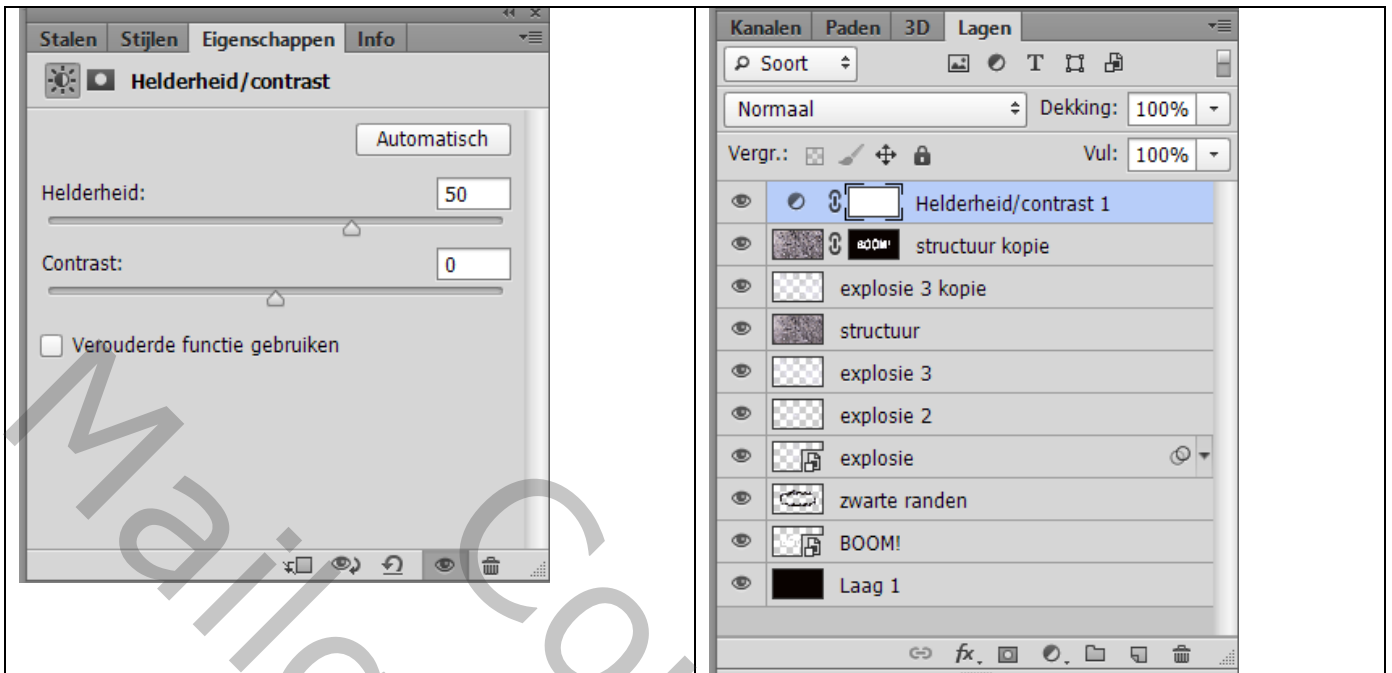 Stalen Stijlen Eigenschappen Info
Helderheid/contrast
Automatisch
Helderheid: 50
Contrast: 0
Verouderde functie gebruiken
Kanalen Paden 3D Lagen
Soort
Normaal Dekking: 100%
Vergr.: Vul: 100%
Helderheid/contrast 1
BOOM! structuur kopie
explosie 3 kopie
structuur
explosie 3
explosie 2
explosie
zwarte randen
BOOM!
Laag 1
fx